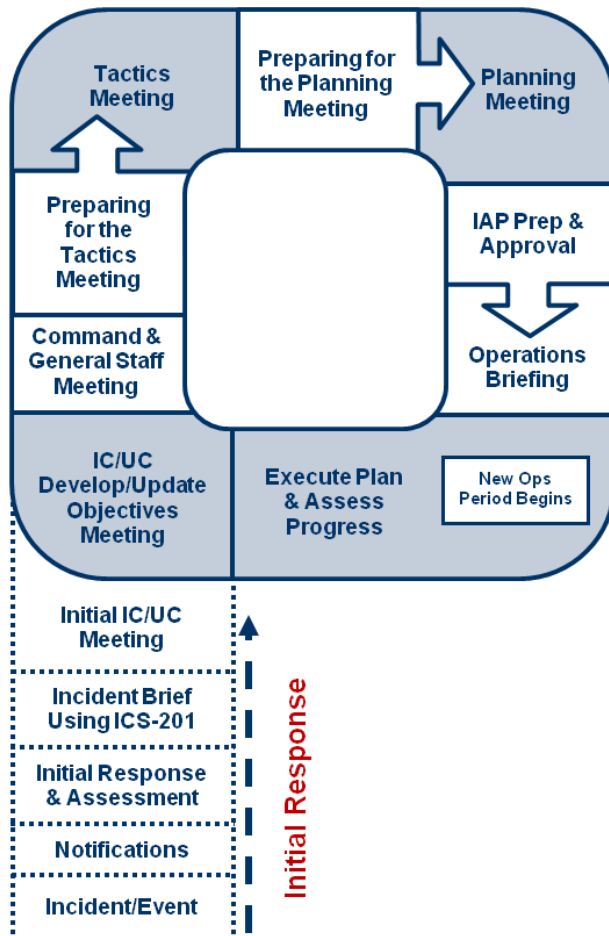 Tactics
Meeting
Preparing for
the Planning
Meeting
Planning
Meeting
Preparing
for the
Tactics
Meeting
IAP Prep &
Approval
Command &
General Staff
Meeting
Operations
Briefing
IC/UC
Develop/Update
Objectives
Meeting
Execute Plan
& Assess
Progress
New Ops
Period Begins
Initial IC/UC
Meeting
Incident Brief
Using ICS-201
Initial Response
& Assessment
Notifications
Incident/Event
Initial Response